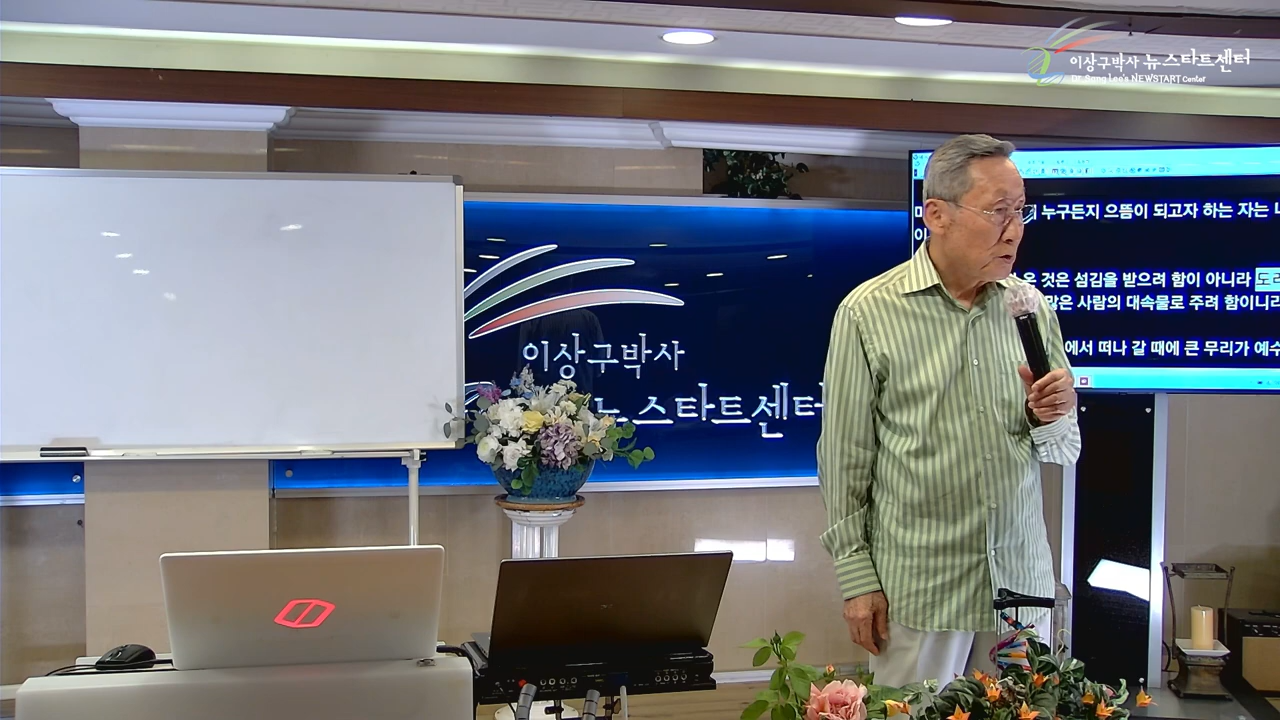 이상구박사 뉴스타트센터
Dr. Sang Lee's NEWSTART Center
누구든지 으뜸이 되고자 하는 자는
온 것은 섬김을 받으려 함이 아니라
많은 사람의 대속물로 주려 함이니라
에서 떠나 갈 때에 큰 무리가 예수
이상구박사
뉴스타트센터